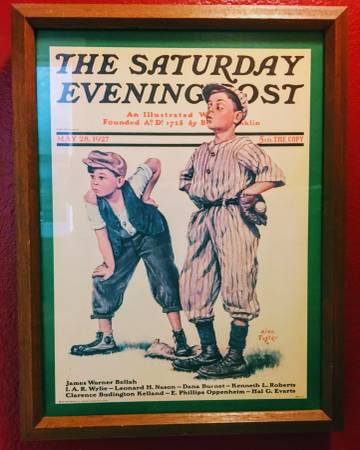 THE SATURDAY
EVENING POST
An Illustrated W
Founded A.D. 1728 by B klin
MAY 28, 1927
5cts. THE COPY
Alan
Foster
James Warner Bellah
I. A. R. Wylie – Leonard H. Nason – Dana Burnet – Kenneth L. Roberts
Clarence Budington Kelland – E. Phillips Oppenheim – Hal G. Evarts